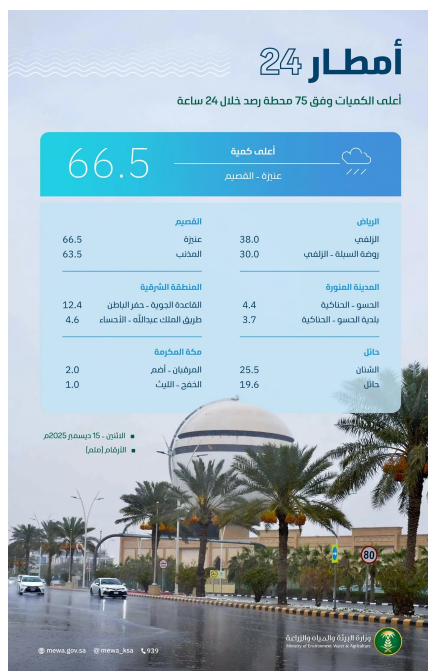 أمطار 24
أعلى الكميات وفق 75 محطة رصد خلال 24 ساعة
أعلى كمية
عنيزة - القصيم
66.5
الرياض
الزلفي 38.0
روضة السبلة - الزلفي 30.0
القصيم
عنيزة 66.5
المذنب 63.5
المدينة المنورة
الحسو - الحناكية 4.4
بلدية الحسو - الحناكية 3.7
المنطقة الشرقية
القاعدة الجوية - حفر الباطن 12.4
طريق الملك عبدالله - الأحساء 4.6
حائل
الشنان 25.5
حائل 19.6
مكة المكرمة
المرقبان - أضم 2.0
الخفج - الليث 1.0
الاثنين - 15 ديسمبر 2025م
الأرقام (ملم)
80
وزارة البيئة والمياه والزراعة
Ministry of Environment Water & Agriculture
mewa.gov.sa @mewa_ksa 939